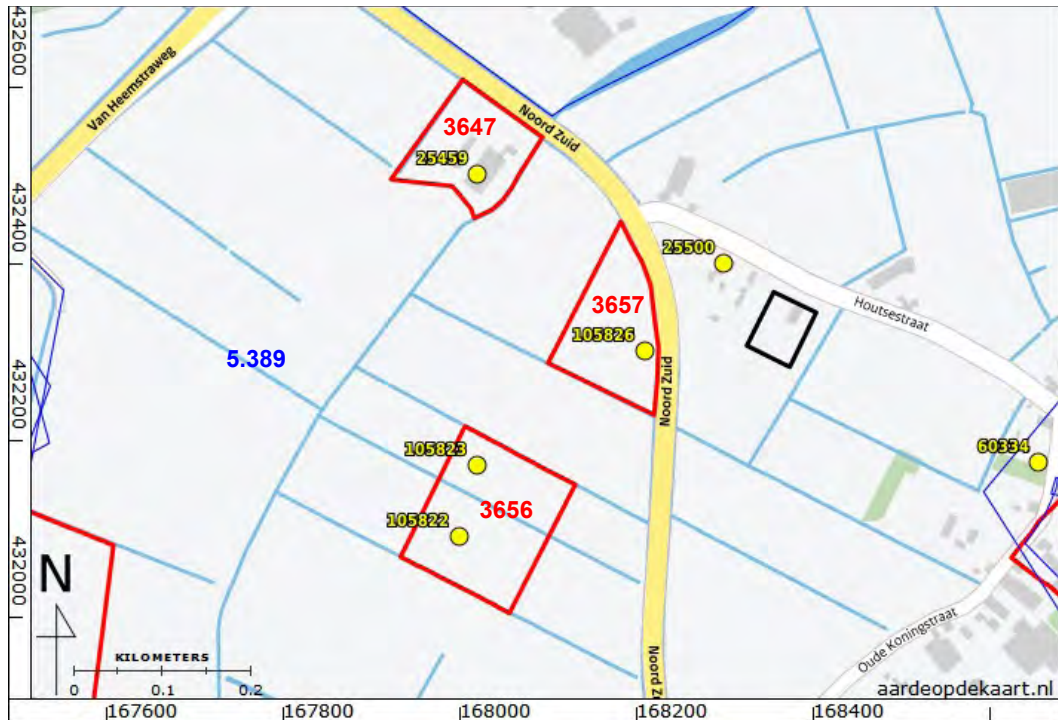 432600
432400
432200
432000
Van Heemstraweg
Noord Zuid
3647
25459
25500
3657
105826
Houtsestraat
5.389
Noord Zuid
105823
3656
105822
60334
N
KILOMETERS
0 0.1 0.2
Noord Zu
Oude Koningstraat
aardeopdekaart.nl
167600 167800 168000 168200 168400